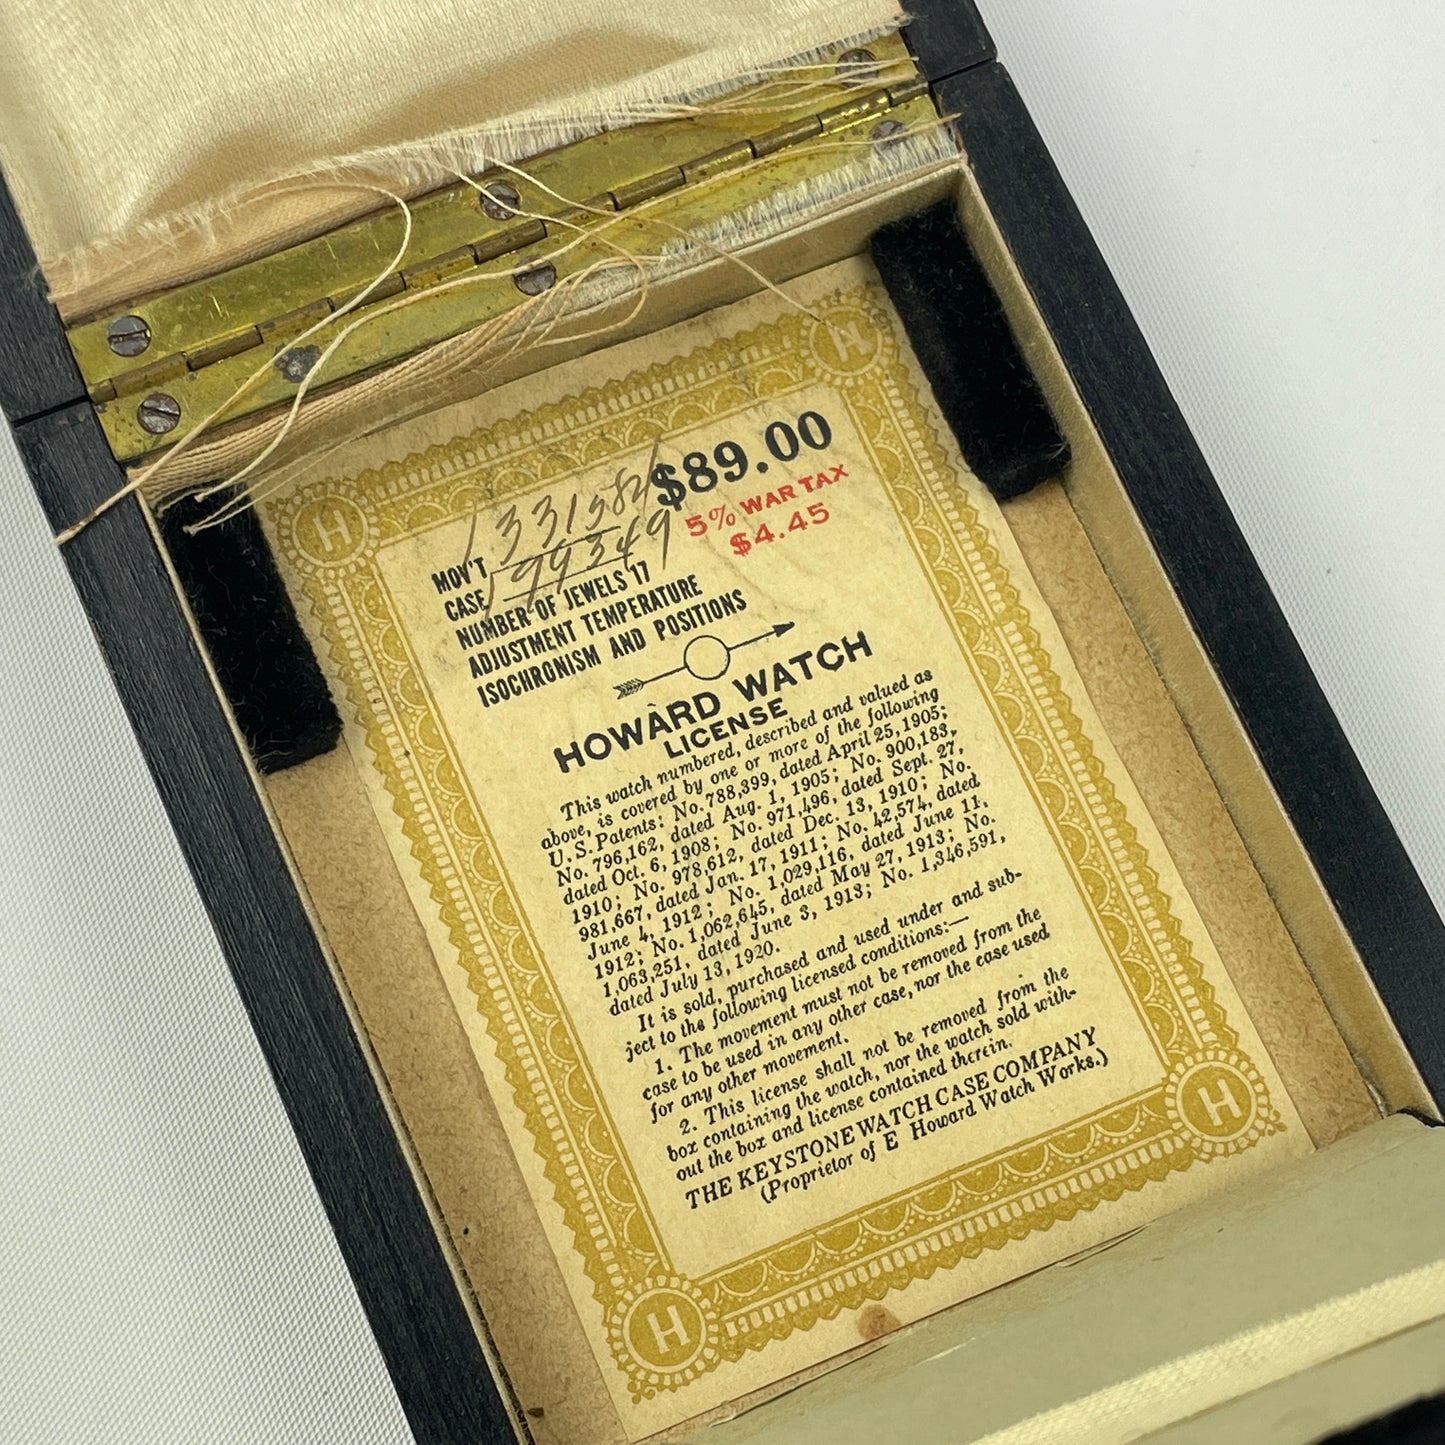 H
H
$89.00
5% WAR TAX
$4.45
MOV'T
CASE 199349
NUMBER OF JEWELS 17
ADJUSTMENT TEMPERATURE
ISOCHRONISM AND POSITIONS
HOWARD WATCH
LICENSE
This watch numbered, described and valued as
above, is covered by one or more of the following
U.S. Patents: No. 788,399, dated April 25, 1905;
No. 796,162, dated Aug. 1, 1905; No. 900,183,
dated Oct. 6, 1908; No. 971,496, dated Sept. 27,
1910; No. 978,612, dated Dec. 13, 1910; No.
981,667, dated Jan. 17, 1911; No. 42,574, dated
June 4, 1912; No. 1,029,116, dated June 11,
1912; No. 1,062,645, dated May 27, 1913; No.
1,063,251, dated June 3, 1913; No. 1,346,591,
dated July 13, 1920.
It is sold, purchased and used under and sub-
ject to the following licensed conditions:—
1. The movement must not be removed from the
case to be used in any other case, nor the case used
for any other movement.
2. This license shall not be removed from the
box containing the watch, nor the watch sold with-
out the box and license contained therein.
THE KEYSTONE WATCH CASE COMPANY
(Proprietor of E Howard Watch Works.)
H
H